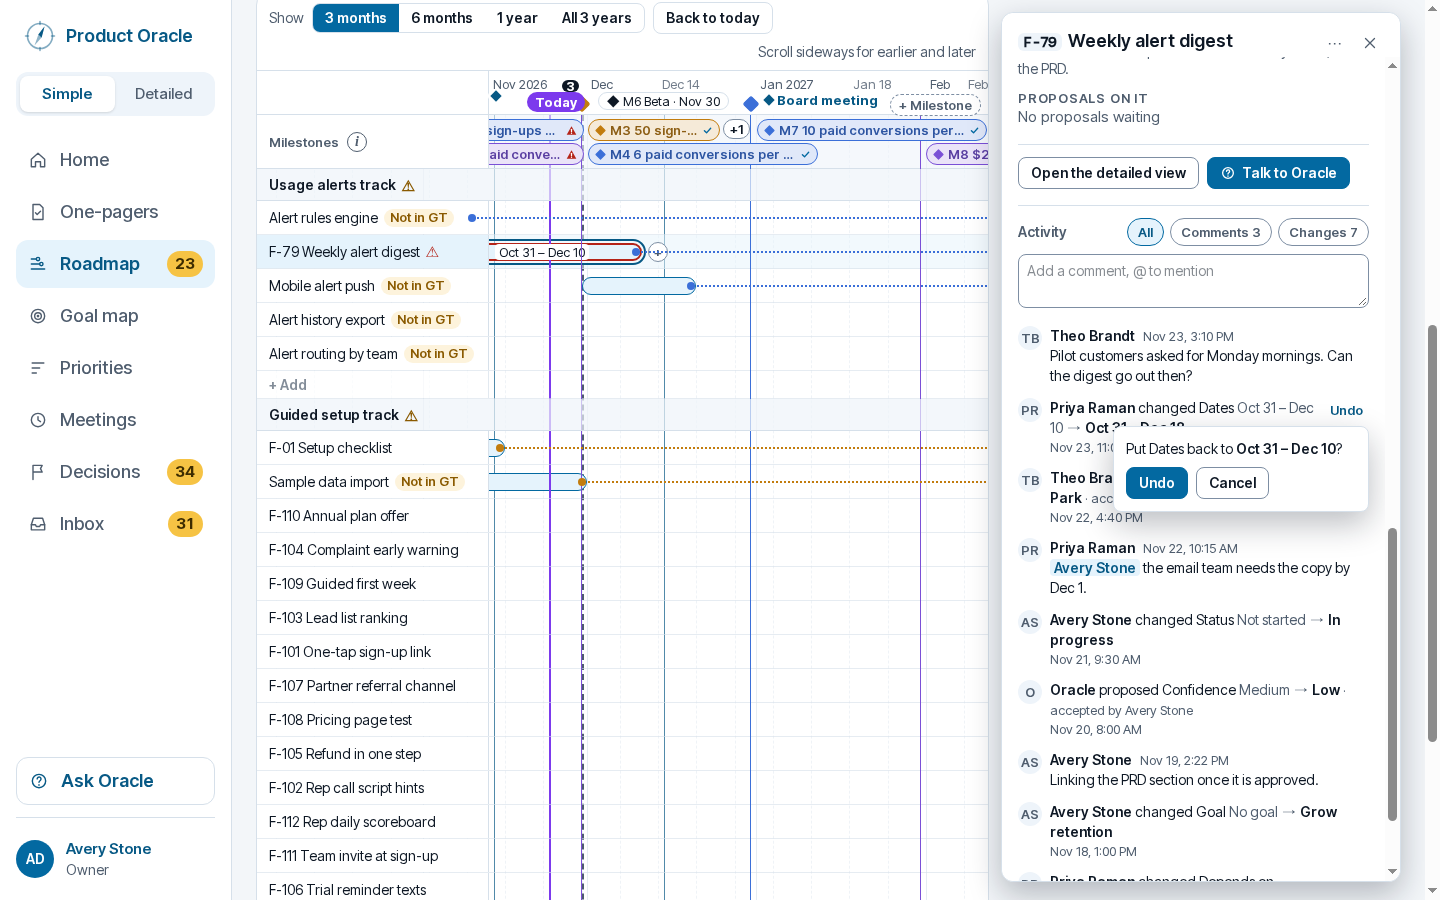 Product Oracle
Simple
Detailed
Home
One-pagers
Roadmap 23
Goal map
Priorities
Meetings
Decisions 34
Inbox 31
Ask Oracle
AD
Avery Stone
Owner
Show
3 months
6 months
1 year
All 3 years
Back to today
Scroll sideways for earlier and later
Nov 2026
3
Dec
Dec 14
Jan 2027
Jan 18
Feb
Feb
Today
M6 Beta · Nov 30
Board meeting
+ Milestone
Milestones i
sign-ups ...
M3 50 sign-...
+1
M7 10 paid conversions per...
aid conve...
M4 6 paid conversions per ...
M8 $2
Usage alerts track
Alert rules engine Not in GT
F-79 Weekly alert digest
Oct 31 – Dec 10
Mobile alert push Not in GT
Alert history export Not in GT
Alert routing by team Not in GT
+ Add
Guided setup track
F-01 Setup checklist
Sample data import Not in GT
F-110 Annual plan offer
F-104 Complaint early warning
F-109 Guided first week
F-103 Lead list ranking
F-101 One-tap sign-up link
F-107 Partner referral channel
F-108 Pricing page test
F-105 Refund in one step
F-102 Rep call script hints
F-112 Rep daily scoreboard
F-111 Team invite at sign-up
F-106 Trial reminder texts
F-79 Weekly alert digest
the PRD.
PROPOSALS ON IT
No proposals waiting
Open the detailed view
Talk to Oracle
Activity
All
Comments 3
Changes 7
Add a comment, @ to mention
TB
Theo Brandt Nov 23, 3:10 PM
Pilot customers asked for Monday mornings. Can
the digest go out then?
PR
Priya Raman changed Dates Oct 31 – Dec
Undo
10 →
Nov 23, 11:0
Put Dates back to Oct 31 – Dec 10?
Undo
Cancel
TB
Theo Bra
Park · acc
Nov 22, 4:40 PM
PR
Priya Raman Nov 22, 10:15 AM
Avery Stone the email team needs the copy by
Dec 1.
AS
Avery Stone changed Status Not started → In
progress
Nov 21, 9:30 AM
O
Oracle proposed Confidence Medium → Low ·
accepted by Avery Stone
Nov 20, 8:00 AM
AS
Avery Stone Nov 19, 2:22 PM
Linking the PRD section once it is approved.
AS
Avery Stone changed Goal No goal → Grow
retention
Nov 18, 1:00 PM
Priya Raman changed Depends on